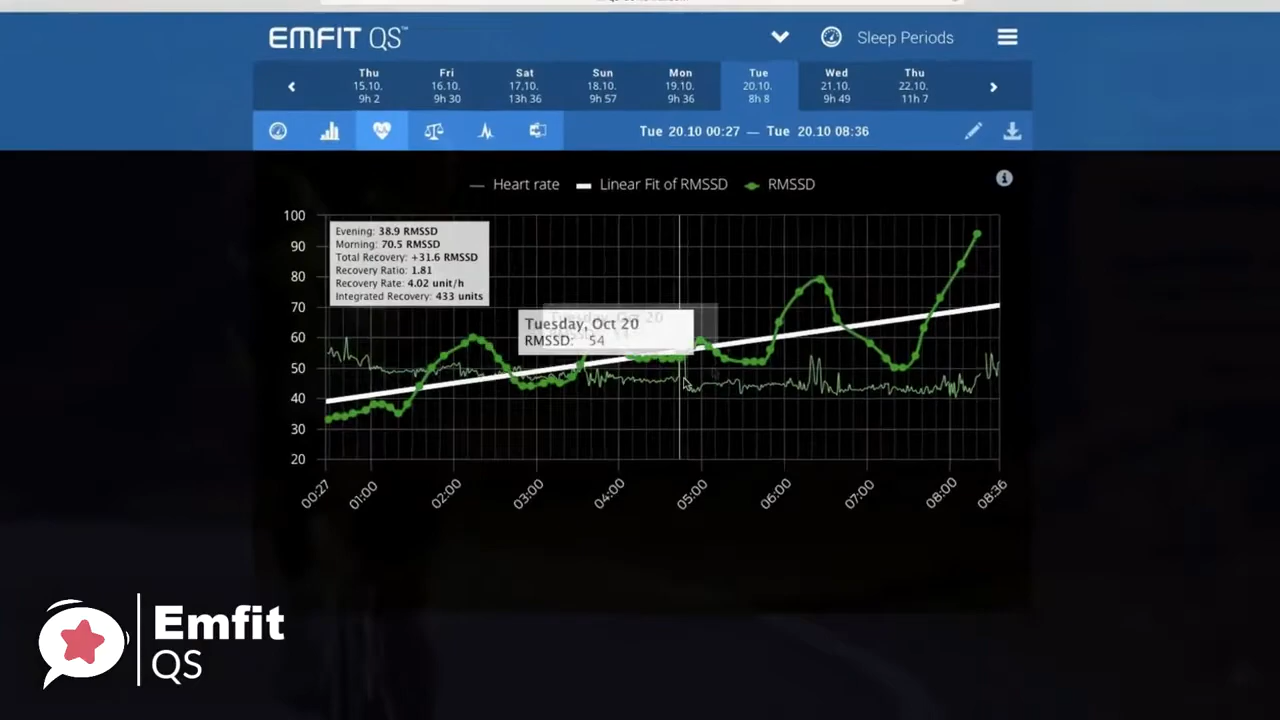 EMFIT QS™
Sleep Periods
Thu
15.10.
9h 2
Fri
16.10.
9h 30
Sat
17.10.
13h 36
Sun
18.10.
9h 57
Mon
19.10.
9h 36
Tue
20.10.
8h 8
Wed
21.10.
9h 49
Thu
22.10.
11h 7
Tue 20.10 00:27 — Tue 20.10 08:36
Heart rate
Linear Fit of RMSSD
RMSSD
100
90
80
70
60
50
40
30
20
Evening: 38.9 RMSSD
Morning: 70.5 RMSSD
Total Recovery: +31.6 RMSSD
Recovery Ratio: 1.81
Recovery Rate: 4.02 unit/h
Integrated Recovery: 433 units
Tuesday, Oct 20
RMSSD: 54
00:27
01:00
02:00
03:00
04:00
05:00
06:00
07:00
08:00
08:36
Emfit
QS